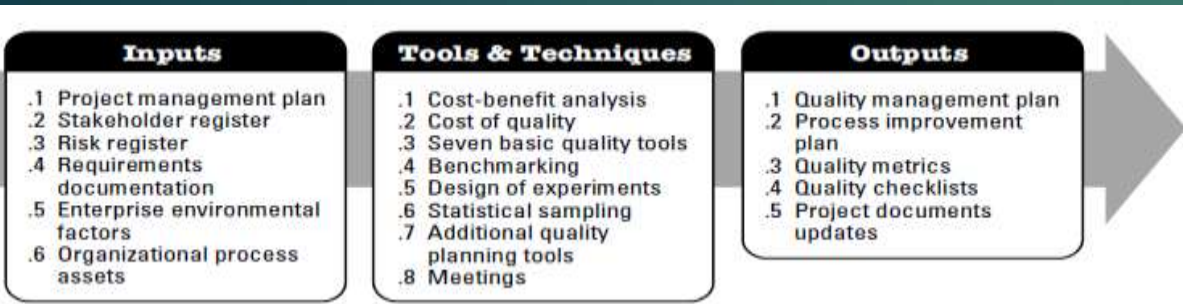 Inputs
.1 Project management plan
.2 Stakeholder register
.3 Risk register
.4 Requirements
documentation
.5 Enterprise environmental
factors
.6 Organizational process
assets
Tools & Techniques
.1 Cost-benefit analysis
.2 Cost of quality
.3 Seven basic quality tools
.4 Benchmarking
.5 Design of experiments
.6 Statistical sampling
.7 Additional quality
planning tools
.8 Meetings
Outputs
.1 Quality management plan
.2 Process improvement
plan
.3 Quality metrics
.4 Quality checklists
.5 Project documents
updates